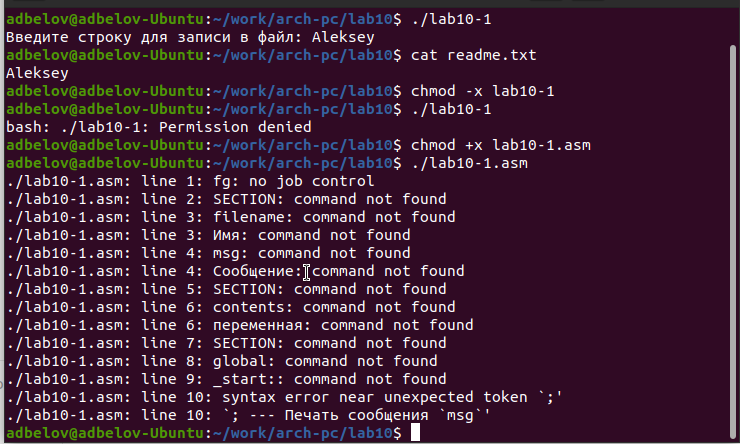 adbelov@adbelov-Ubuntu:~/work/arch-pc/lab10$ ./lab10-1
Введите строку для записи в файл: Aleksey
adbelov@adbelov-Ubuntu:~/work/arch-pc/lab10$ cat readme.txt
Aleksey
adbelov@adbelov-Ubuntu:~/work/arch-pc/lab10$ chmod -x lab10-1
adbelov@adbelov-Ubuntu:~/work/arch-pc/lab10$ ./lab10-1
bash: ./lab10-1: Permission denied
adbelov@adbelov-Ubuntu:~/work/arch-pc/lab10$ chmod +x lab10-1.asm
adbelov@adbelov-Ubuntu:~/work/arch-pc/lab10$ ./lab10-1.asm
./lab10-1.asm: line 1: fg: no job control
./lab10-1.asm: line 2: SECTION: command not found
./lab10-1.asm: line 3: filename: command not found
./lab10-1.asm: line 3: Имя: command not found
./lab10-1.asm: line 4: msg: command not found
./lab10-1.asm: line 4: Сообщение: command not found
./lab10-1.asm: line 5: SECTION: command not found
./lab10-1.asm: line 6: contents: command not found
./lab10-1.asm: line 6: переменная: command not found
./lab10-1.asm: line 7: SECTION: command not found
./lab10-1.asm: line 8: global: command not found
./lab10-1.asm: line 9: _start:: command not found
./lab10-1.asm: line 10: syntax error near unexpected token `;'
./lab10-1.asm: line 10: `; --- Печать сообщения `msg`'
adbelov@adbelov-Ubuntu:~/work/arch-pc/lab10$